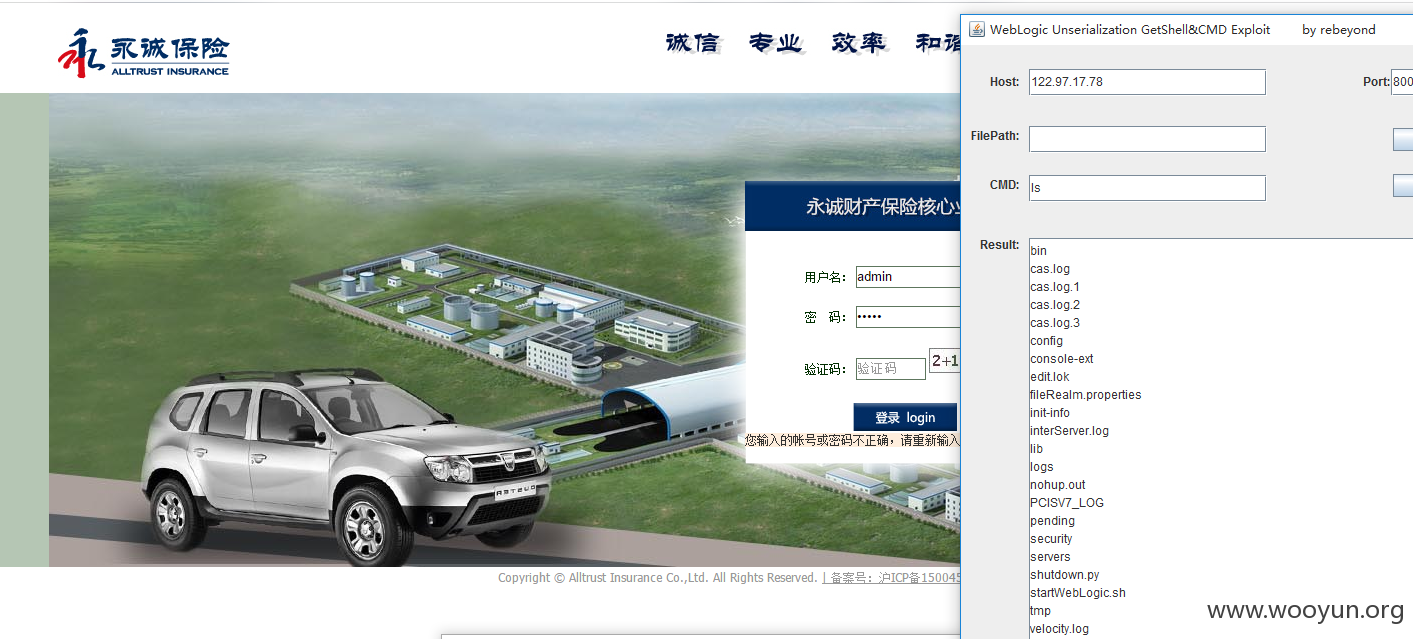 永诚保险
ALLTRUST INSURANCE
诚信 专业 效率 和谐
永诚财产保险核心业
用户名: admin
密 码: •••••
验证码: 验证码 2+1
登录 login
您输入的帐号或密码不正确，请重新输入
Copyright © Alltrust Insurance Co.,Ltd. All Rights Reserved. | 备案号: 沪ICP备150045
WebLogic Unserialization GetShell&CMD Exploit by rebeyond
Host: 122.97.17.78 Port: 800
FilePath:
CMD: ls
Result:
bin
cas.log
cas.log.1
cas.log.2
cas.log.3
config
console-ext
edit.lok
fileRealm.properties
init-info
interServer.log
lib
logs
nohup.out
PCISV7_LOG
pending
security
servers
shutdown.py
startWebLogic.sh
tmp
velocity.log
www.wooyun.org
DUSTER